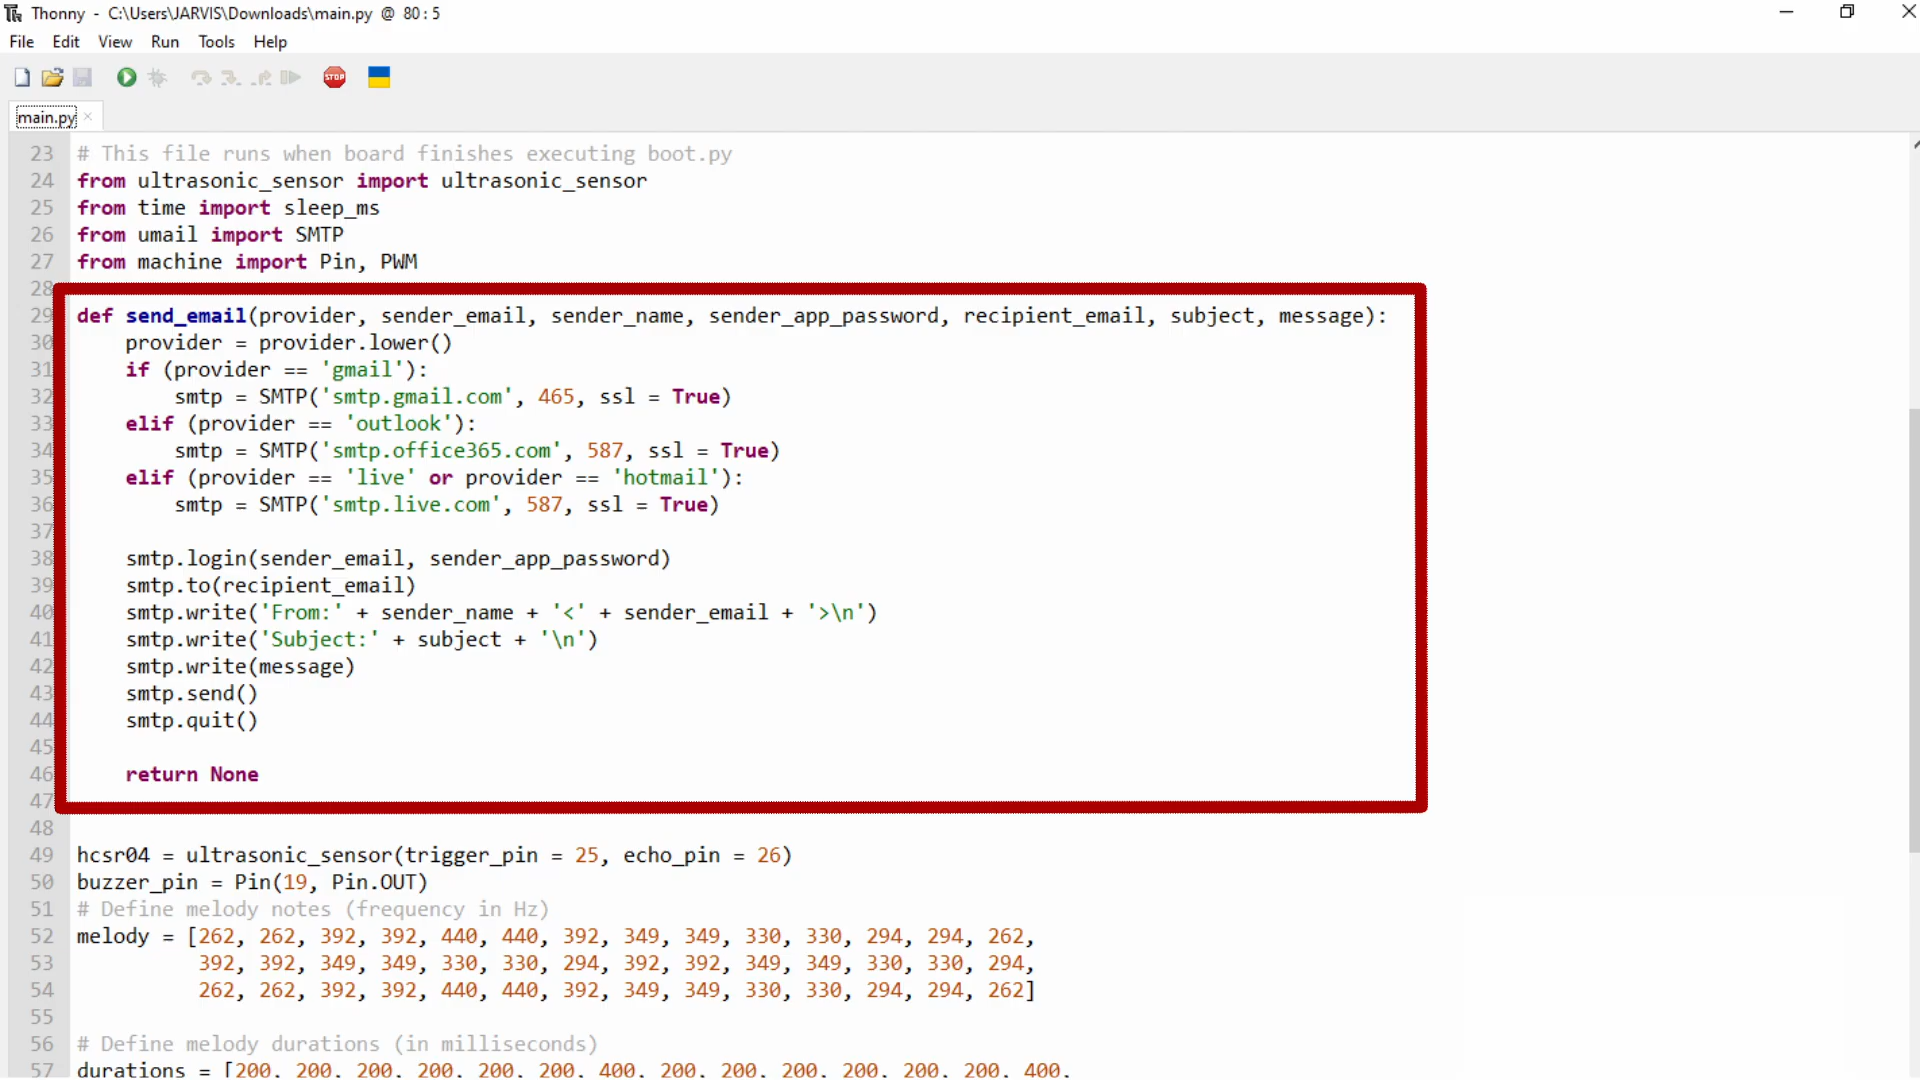 Thonny - C:\Users\JARVIS\Downloads\main.py @ 80:5
File Edit View Run Tools Help
STOP
main.py ×
23 # This file runs when board finishes executing boot.py
24 from ultrasonic_sensor import ultrasonic_sensor
25 from time import sleep_ms
26 from umail import SMTP
27 from machine import Pin, PWM
28
29 def send_email(provider, sender_email, sender_name, sender_app_password, recipient_email, subject, message):
30     provider = provider.lower()
31     if (provider == 'gmail'):
32         smtp = SMTP('smtp.gmail.com', 465, ssl = True)
33     elif (provider == 'outlook'):
34         smtp = SMTP('smtp.office365.com', 587, ssl = True)
35     elif (provider == 'live' or provider == 'hotmail'):
36         smtp = SMTP('smtp.live.com', 587, ssl = True)
37
38     smtp.login(sender_email, sender_app_password)
39     smtp.to(recipient_email)
40     smtp.write('From:' + sender_name + '<' + sender_email + '>\n')
41     smtp.write('Subject:' + subject + '\n')
42     smtp.write(message)
43     smtp.send()
44     smtp.quit()
45
46     return None
47
48
49 hcsr04 = ultrasonic_sensor(trigger_pin = 25, echo_pin = 26)
50 buzzer_pin = Pin(19, Pin.OUT)
51 # Define melody notes (frequency in Hz)
52 melody = [262, 262, 392, 392, 440, 440, 392, 349, 349, 330, 330, 294, 294, 262,
53           392, 392, 349, 349, 330, 330, 294, 392, 392, 349, 349, 330, 330, 294,
54           262, 262, 392, 392, 440, 440, 392, 349, 349, 330, 330, 294, 294, 262]
55
56 # Define melody durations (in milliseconds)
57 durations = [200, 200, 200, 200, 200, 200, 400, 200, 200, 200, 200, 200, 200, 400,